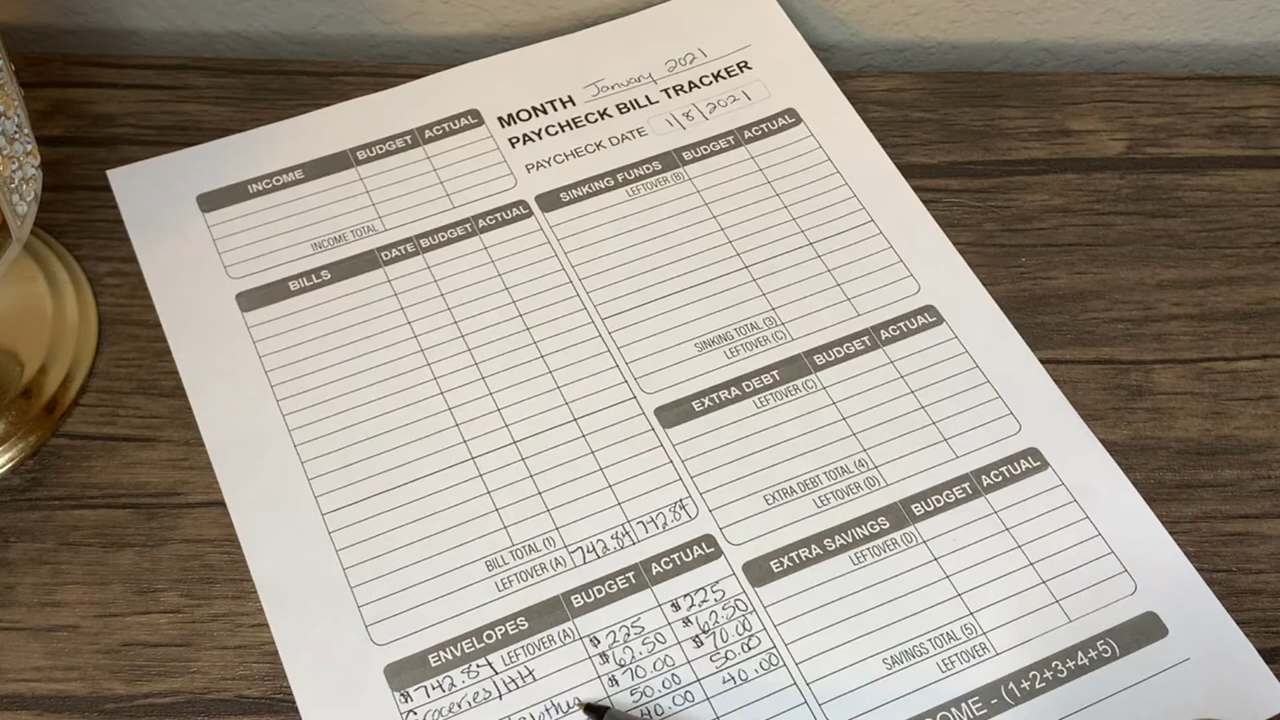 MONTH January 2021
PAYCHECK BILL TRACKER
PAYCHECK DATE 1/8/2021
INCOME BUDGET ACTUAL
INCOME TOTAL
BILLS DATE BUDGET ACTUAL
BILL TOTAL (1)
LEFTOVER (A) 742.84 742.84
ENVELOPES BUDGET ACTUAL
$742.84 LEFTOVER (A)
Groceries/HH $225 $225
$62.50 $62.50
$70.00 $70.00
50.00 50.00
40.00 40.00
SINKING FUNDS BUDGET ACTUAL
LEFTOVER (B)
SINKING TOTAL (3)
LEFTOVER (C)
EXTRA DEBT BUDGET ACTUAL
LEFTOVER (C)
EXTRA DEBT TOTAL (4)
LEFTOVER (D)
EXTRA SAVINGS BUDGET ACTUAL
LEFTOVER (D)
SAVINGS TOTAL (5)
LEFTOVER
OME - (1+2+3+4+5)